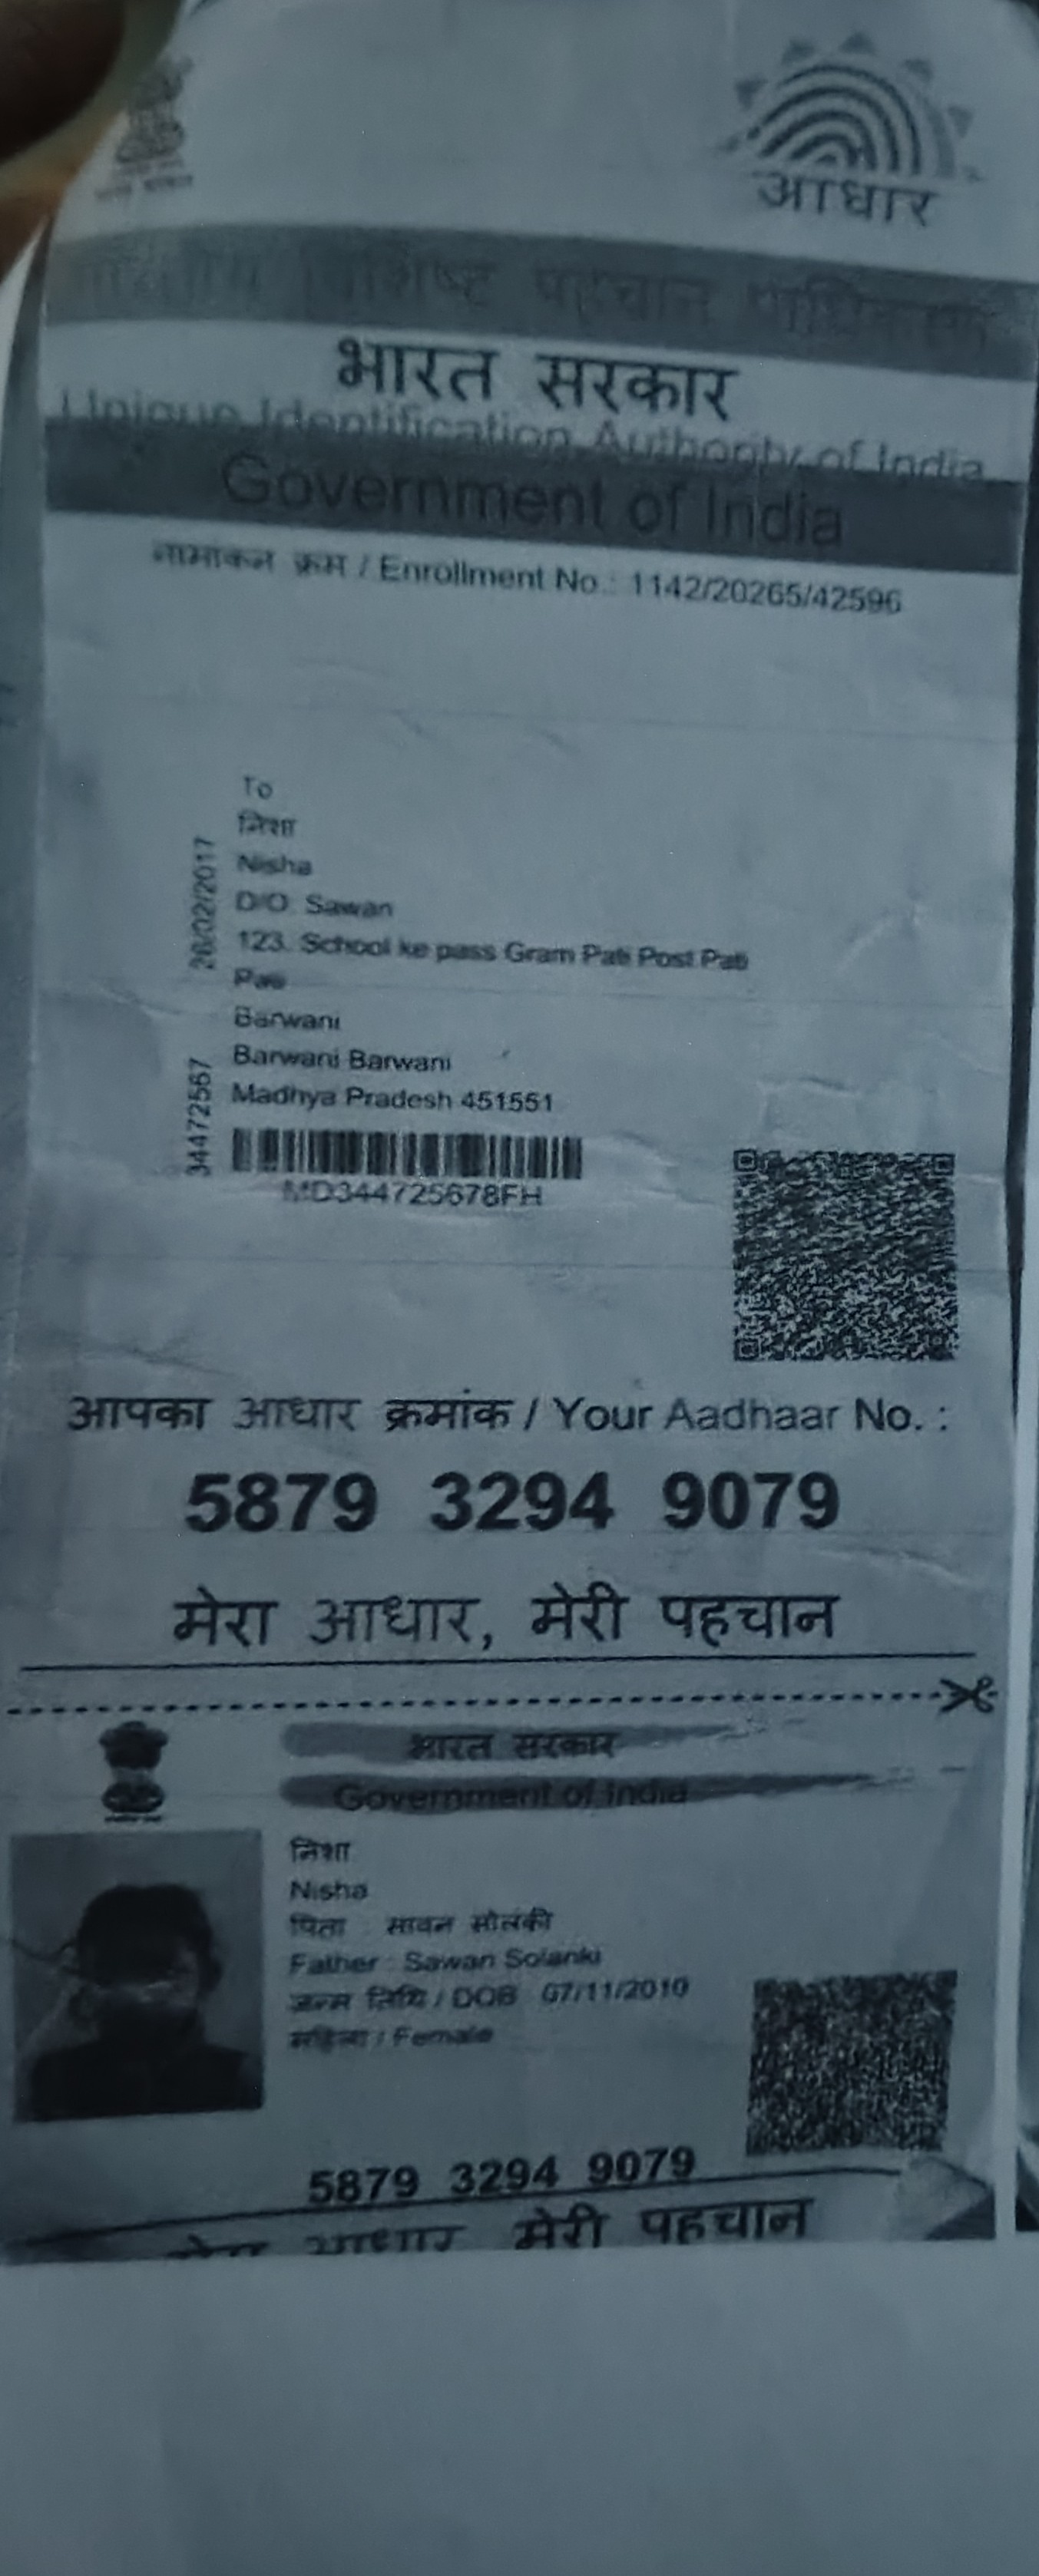 आधार
विशिष्ट पहचान प्राधिकरण
भारत सरकार
Unique Identification Authority of India
Government of India
नामांकन क्रम / Enrollment No.: 1142/20265/42596
To
निशा
Nisha
D/O Sawan
123. School ke pass Gram Pati Post Pati
Pati
Barwani
Barwani Barwani
Madhya Pradesh 451551
MD344725678FH
34472567
26/02/2017
आपका आधार क्रमांक / Your Aadhaar No. :
5879 3294 9079
मेरा आधार, मेरी पहचान
भारत सरकार
Government of India
निशा
Nisha
पिता सावन सोलंकी
Father : Sawan Solanki
जन्म तिथि / DOB 07/11/2010
महिला / Female
5879 3294 9079
मेरा आधार मेरी पहचान